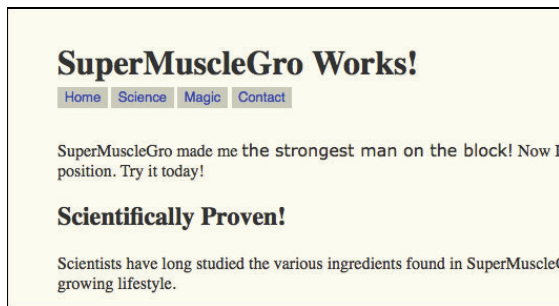 SuperMuscleGro Works!
Home Science Magic Contact
SuperMuscleGro made me the strongest man on the block! Now
position. Try it today!
Scientifically Proven!
Scientists have long studied the various ingredients found in
growing lifestyle.